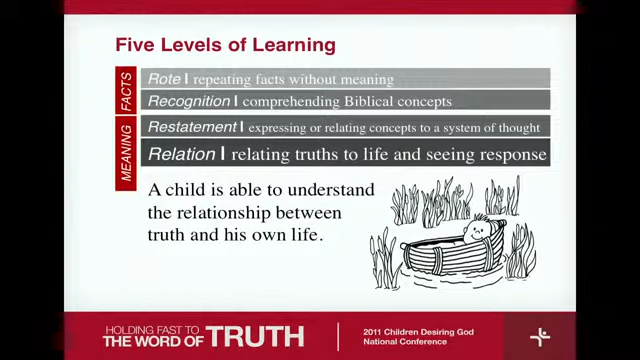 Five Levels of Learning
FACTS
Rote | repeating facts without meaning
Recognition | comprehending Biblical concepts
MEANING
Restatement | expressing or relating concepts to a system of thought
Relation | relating truths to life and seeing response
A child is able to understand
the relationship between
truth and his own life.
HOLDING FAST TO
THE WORD OF TRUTH
2011 Children Desiring God
National Conference